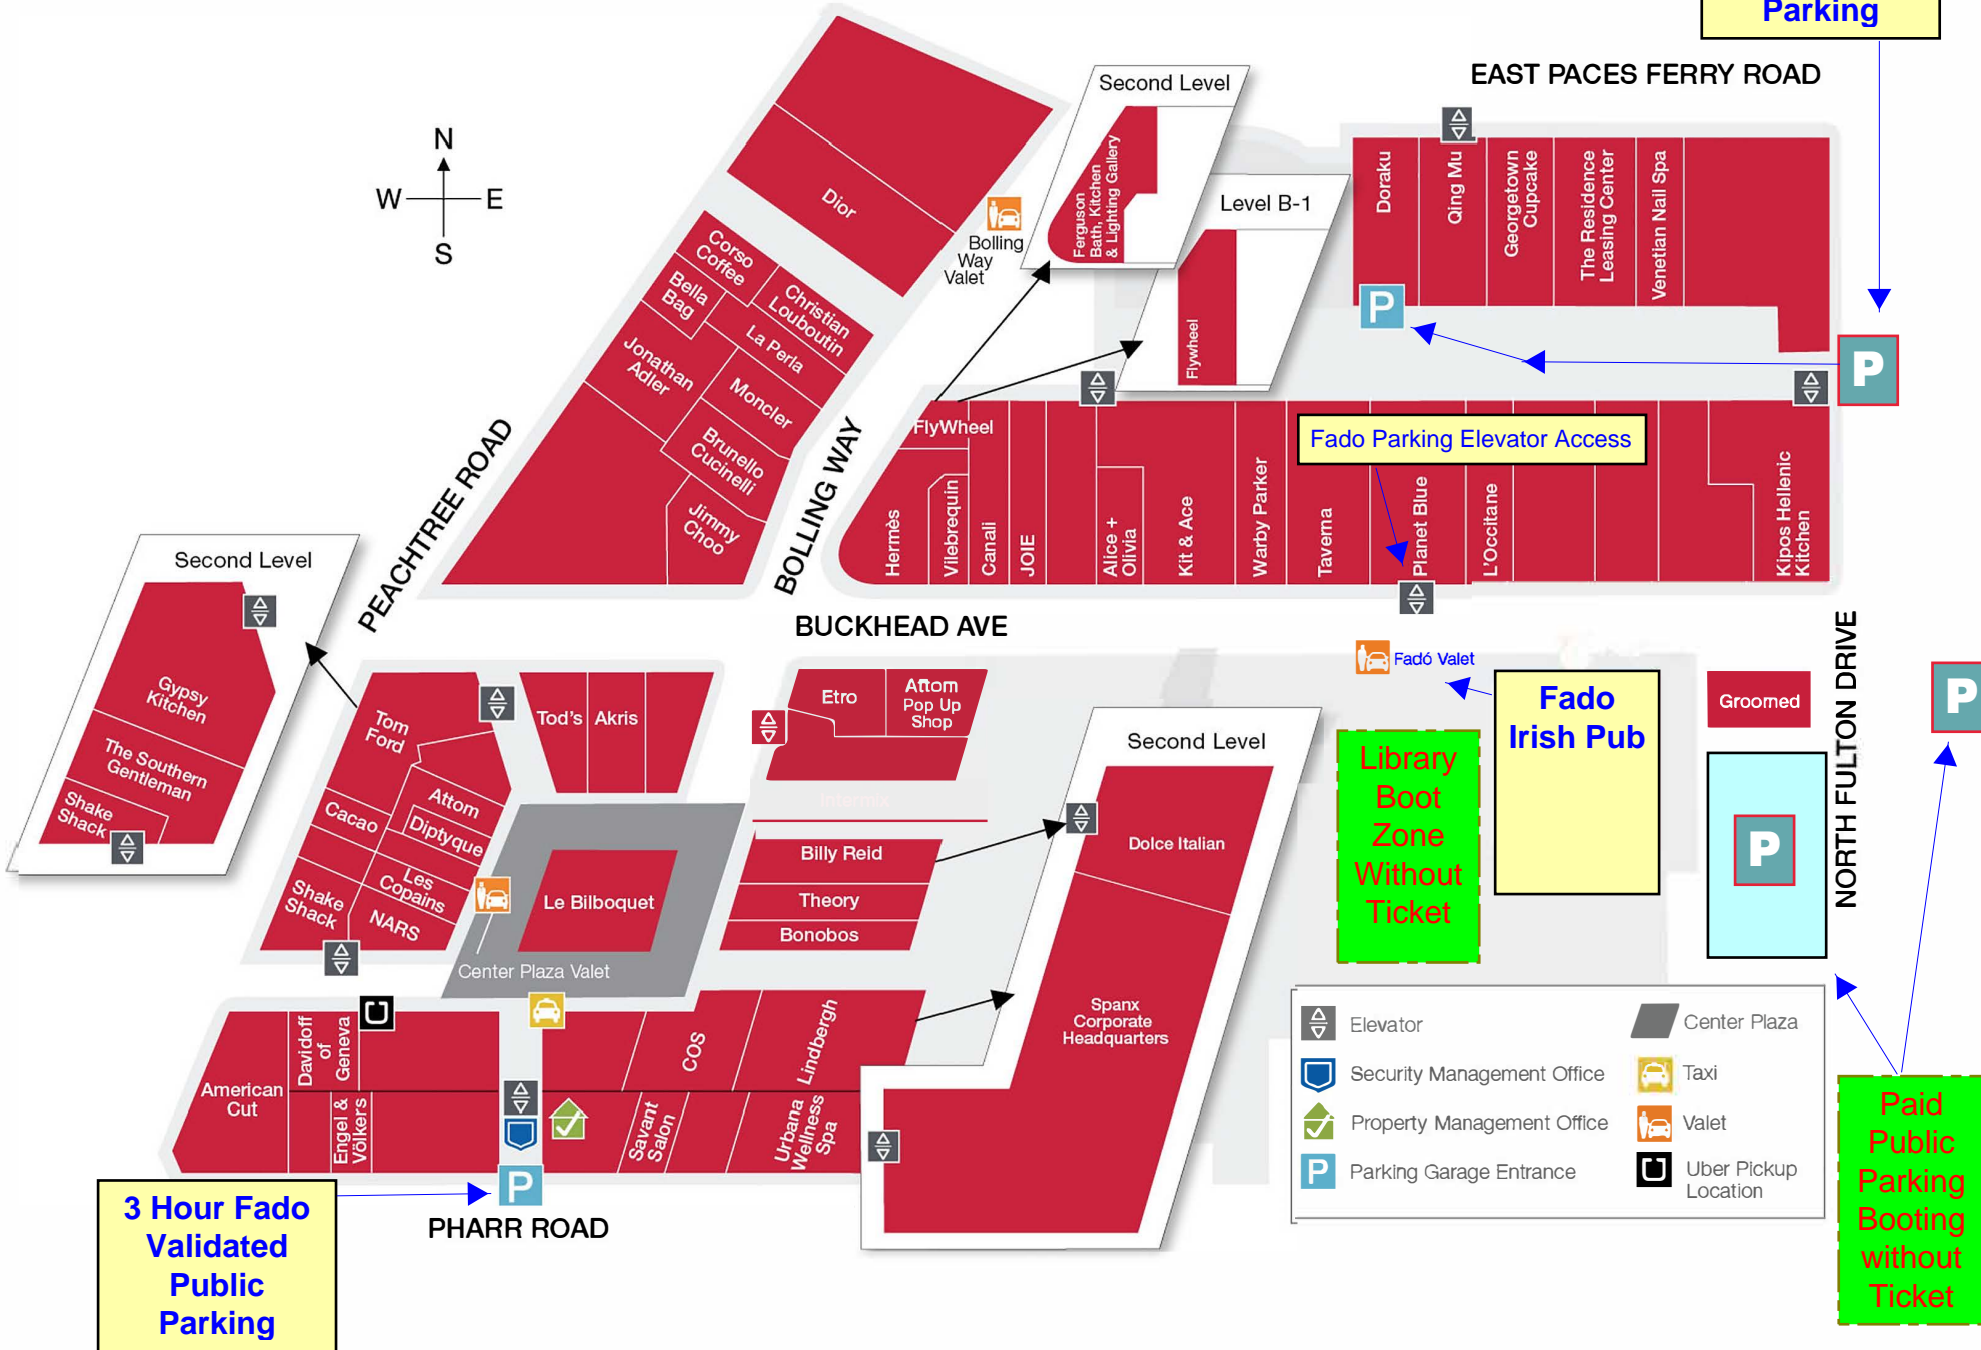 Parking
EAST PACES FERRY ROAD
N
W
E
S
Second Level
Ferguson
Bath, Kitchen
& Lighting Gallery
Level B-1
Flywheel
Dior
Bolling
Way
Valet
Doraku
Qing Mu
Georgetown
Cupcake
The Residence
Leasing Center
Venetian Nail Spa
P
P
Corso
Coffee
Bella
Bag
Christian
Louboutin
La Perla
Jonathan
Adler
Moncler
Brunello
Cucinelli
Jimmy
Choo
PEACHTREE ROAD
BOLLING WAY
FlyWheel
Hermès
Vilebrequin
Canali
JOIE
Alice +
Olivia
Kit & Ace
Warby Parker
Taverna
Fado Parking Elevator Access
Planet Blue
L'Occitane
Kipos Hellenic
Kitchen
BUCKHEAD AVE
Second Level
Gypsy
Kitchen
The Southern
Gentleman
Shake
Shack
Tom
Ford
Tod's
Akris
Attom
Diptyque
Cacao
Les
Copains
Shake
Shack
NARS
Le Bilboquet
Center Plaza Valet
Etro
Attom
Pop Up
Shop
Intermix
Billy Reid
Theory
Bonobos
Second Level
Dolce Italian
Spanx
Corporate
Headquarters
Fadó Valet
Fado
Irish Pub
Groomed
Library
Boot
Zone
Without
Ticket
P
P
NORTH FULTON DRIVE
American
Cut
Davidoff
of
Geneva
Engel &
Völkers
COS
Lindbergh
Savant
Salon
Urbana
Wellness
Spa
P
PHARR ROAD
3 Hour Fado
Validated
Public
Parking
Elevator
Security Management Office
Property Management Office
P
Parking Garage Entrance
Center Plaza
Taxi
Valet
Uber Pickup
Location
Paid
Public
Parking
Booting
without
Ticket